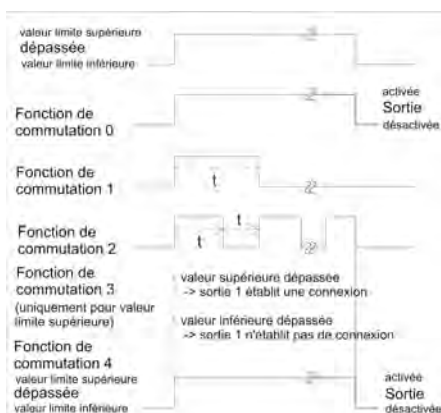 valeur limite supérieure
dépassée
valeur limite inférieure
activée
Sortie
désactivée
Fonction de
commutation 0
Fonction de
commutation 1
t
Fonction de
commutation 2
t
t
Fonction de
commutation 3
(uniquement pour valeur
limite supérieure)
valeur supérieure dépassée
-> sortie 1 établit une connexion
valeur inférieure dépassée
-> sortie 1 n'établit pas de connexion
Fonction de
commutation 4
valeur limite supérieure
dépassée
valeur limite inférieure
activée
Sortie
désactivée